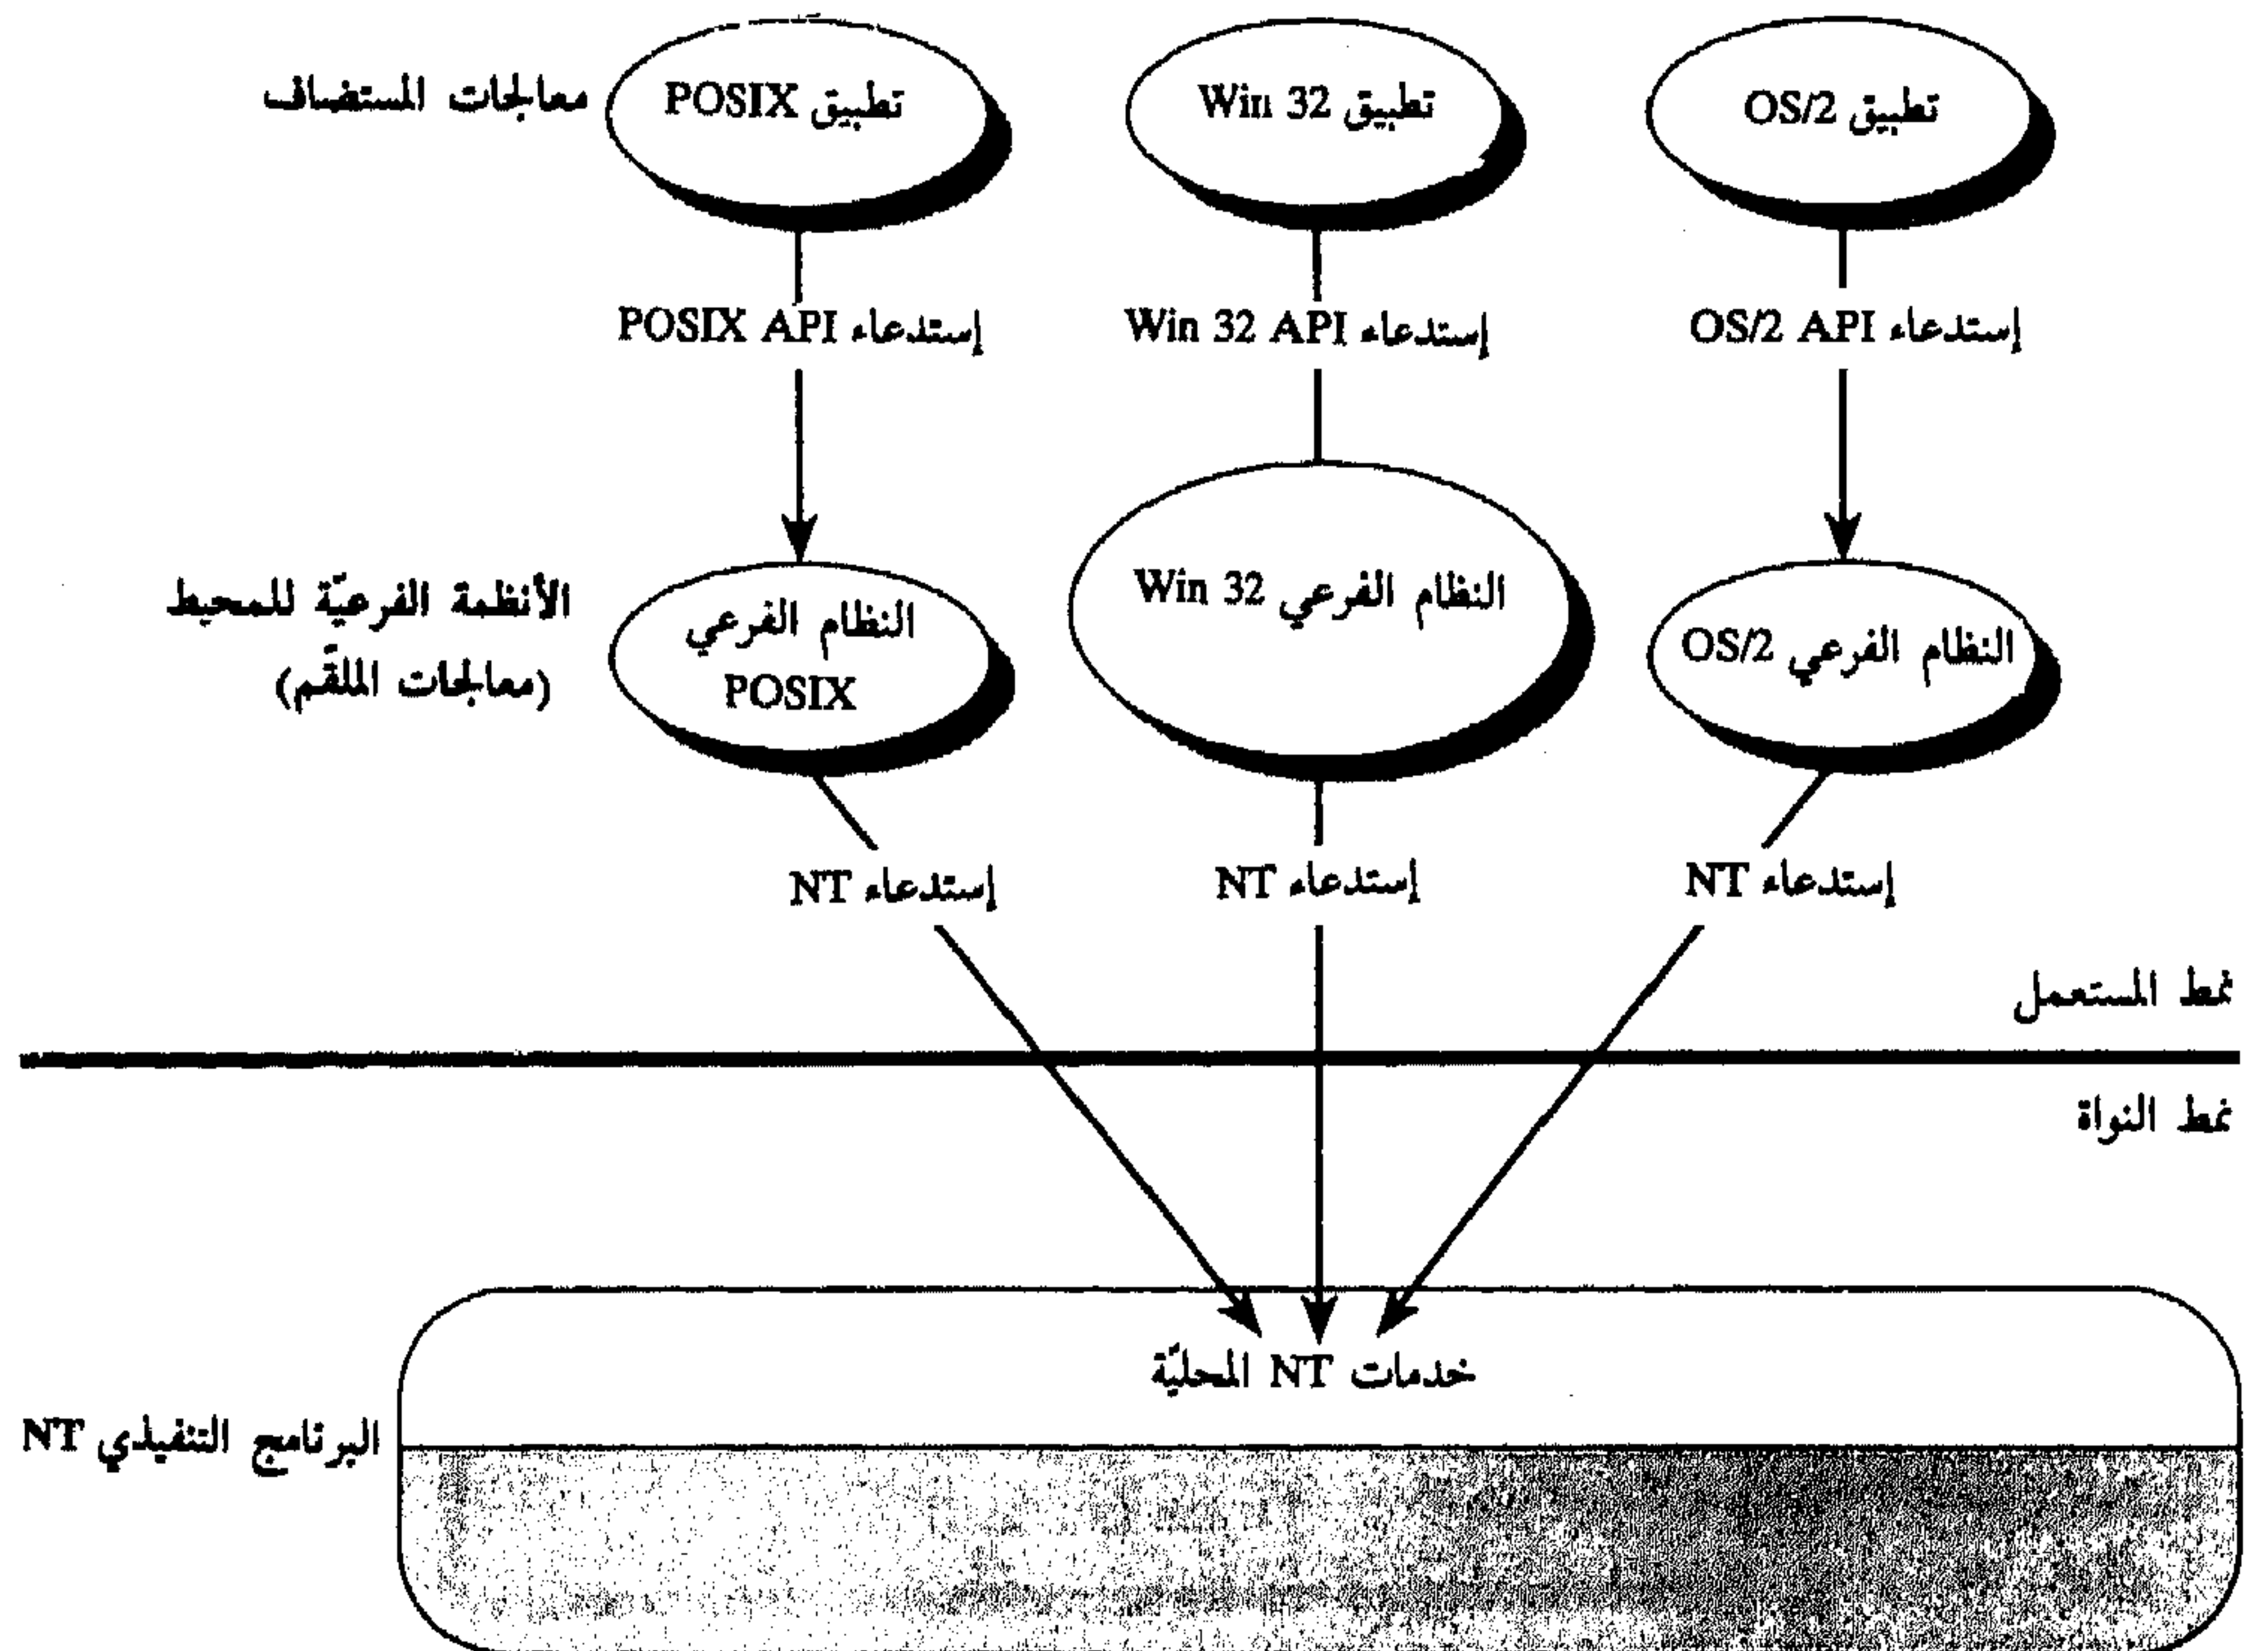 معالجات المستضاف
تطبيق POSIX
تطبيق Win 32
تطبيق OS/2
إستدعاء POSIX API
إستدعاء Win 32 API
إستدعاء OS/2 API
الأنظمة الفرعيّة للمحيط
(معالجات الملقّم)
النظام الفرعي
POSIX
النظام الفرعي Win 32
النظام الفرعي OS/2
إستدعاء NT
إستدعاء NT
إستدعاء NT
نمط المستعمل
نمط النواة
خدمات NT المحليّة
البرنامج التنفيذي NT